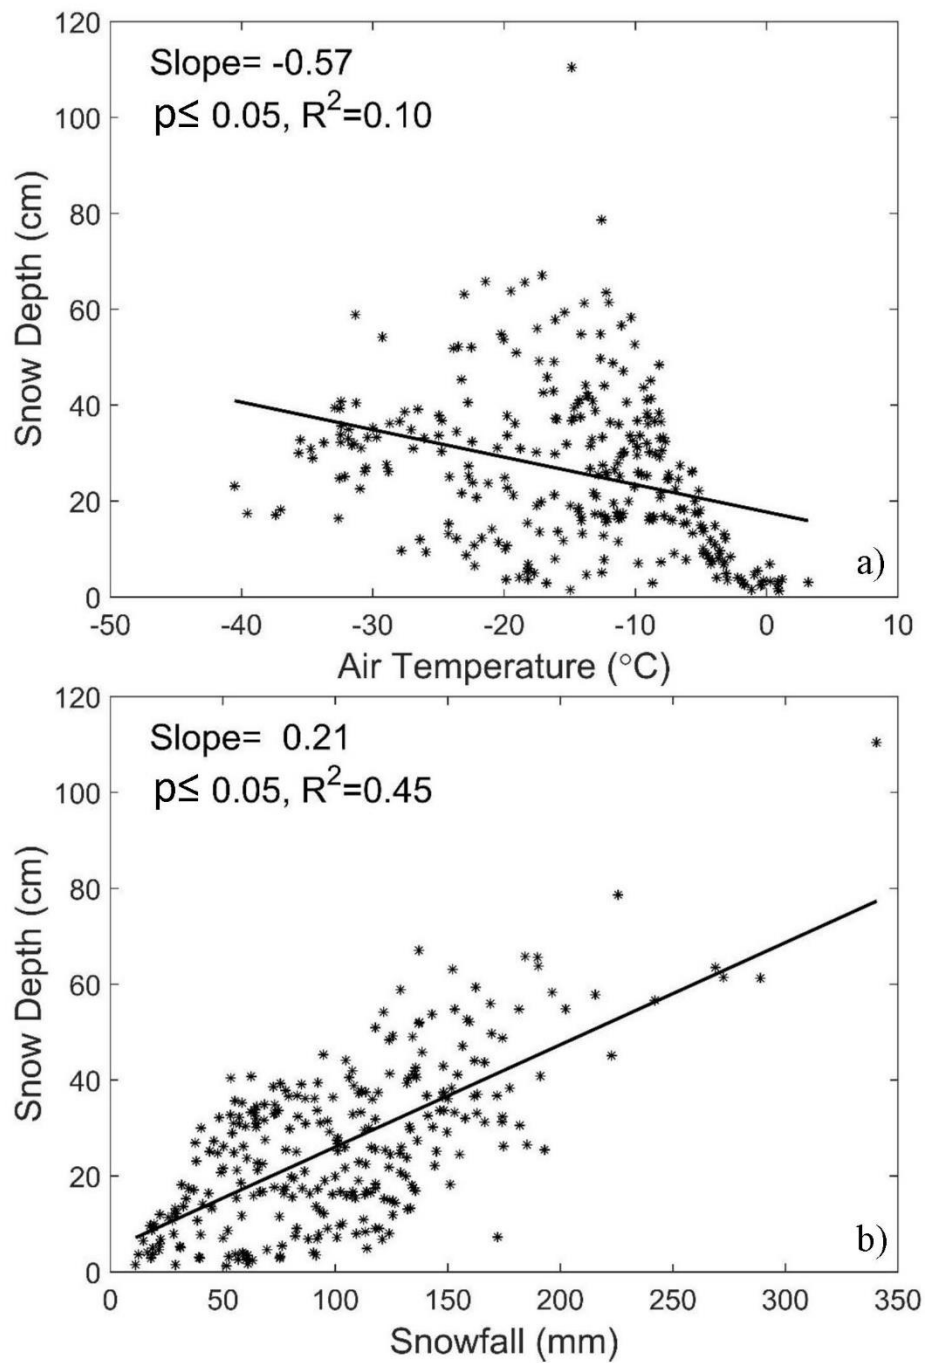 Slope= -0.57
p≤ 0.05, R²=0.10
120
100
80
60
40
20
0
Snow Depth (cm)
a)
-50 -40 -30 -20 -10 0 10
Air Temperature (°C)
Slope= 0.21
p≤ 0.05, R²=0.45
120
100
80
60
40
20
0
Snow Depth (cm)
b)
0 50 100 150 200 250 300 350
Snowfall (mm)